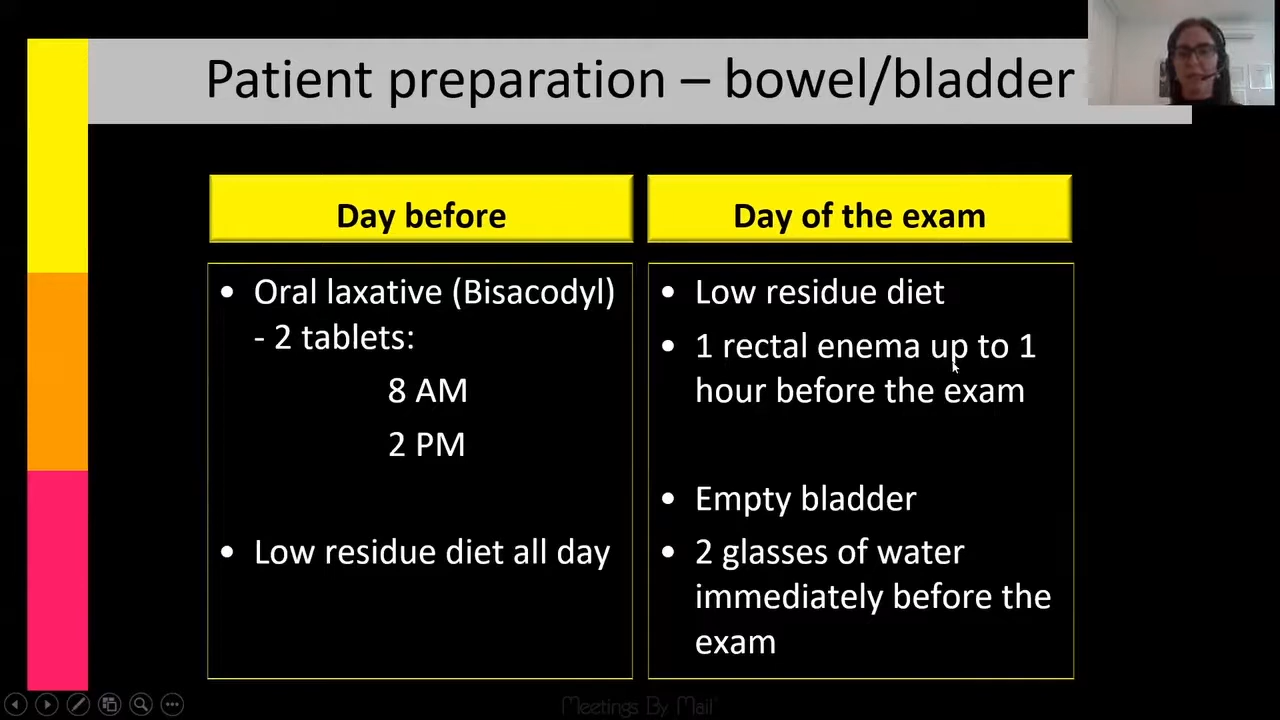 Patient preparation – bowel/bladder
Day before
• Oral laxative (Bisacodyl)
- 2 tablets:
8 AM
2 PM
• Low residue diet all day
Day of the exam
• Low residue diet
• 1 rectal enema up to 1
hour before the exam
• Empty bladder
• 2 glasses of water
immediately before the
exam
Meetings By Mail